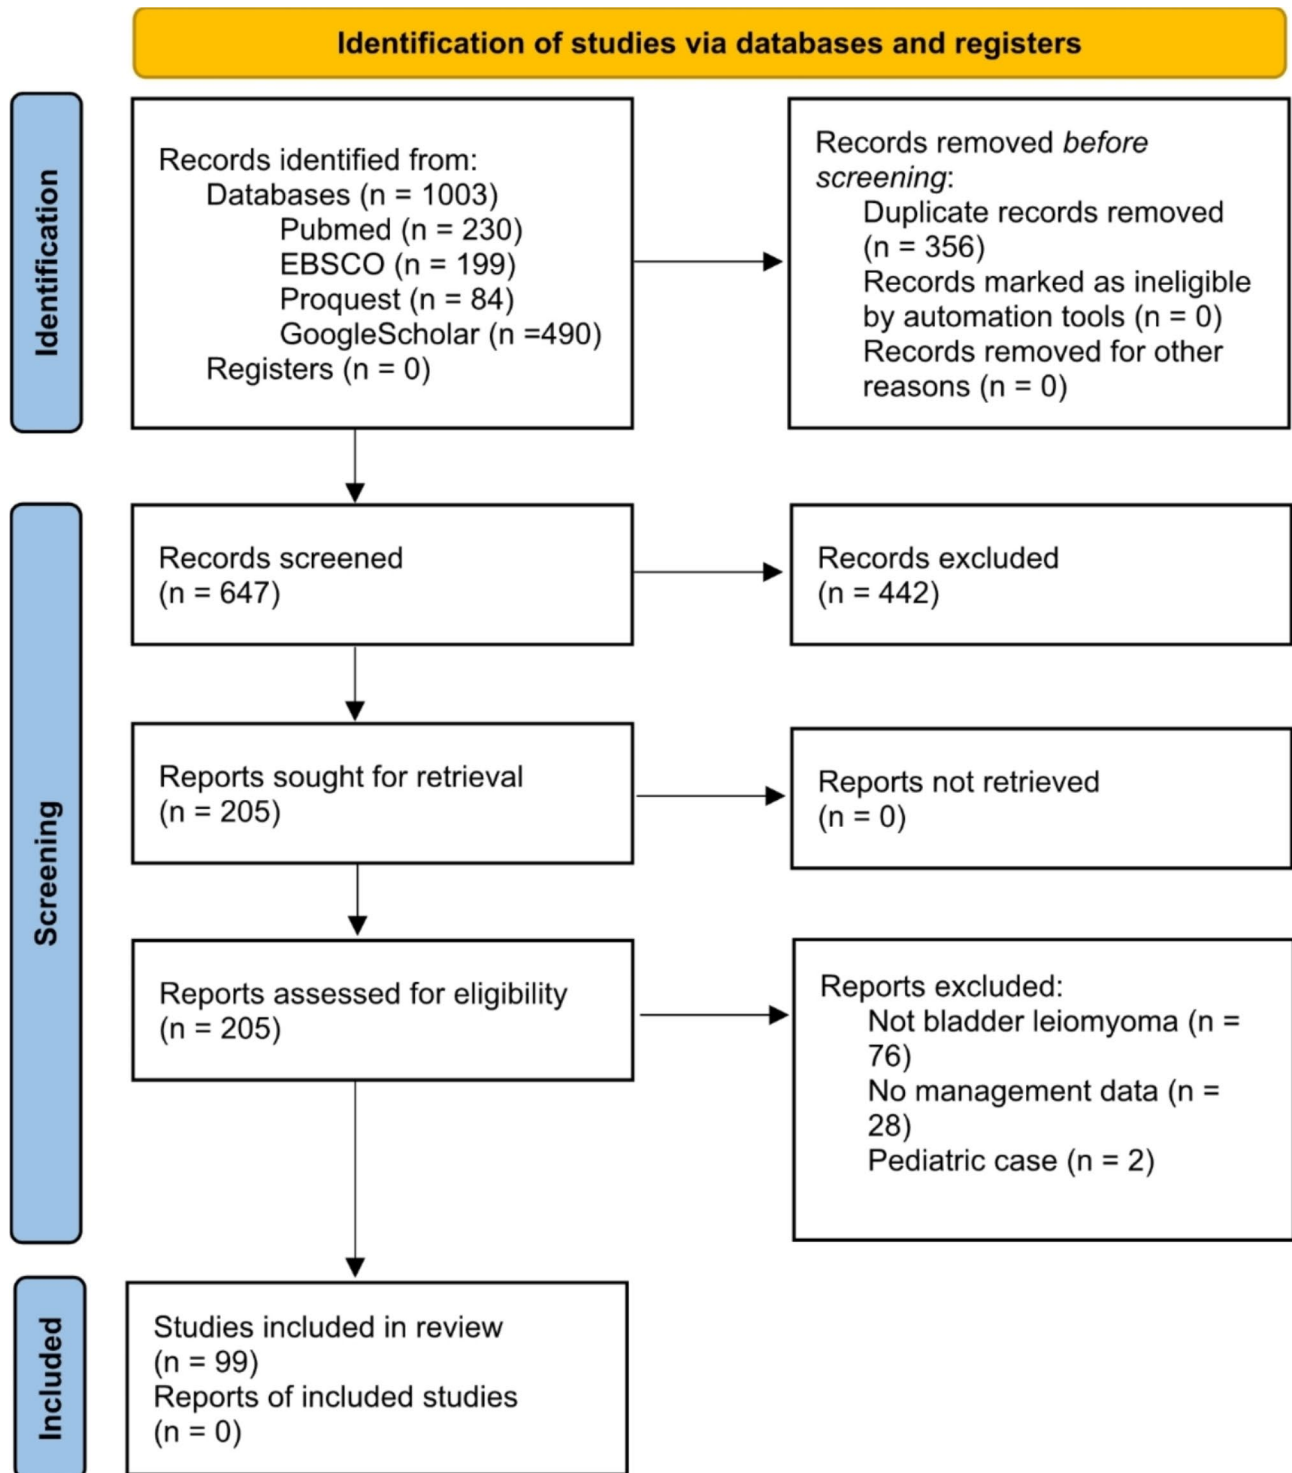 Identification of studies via databases and registers
Identification
Records identified from:
Databases (n = 1003)
Pubmed (n = 230)
EBSCO (n = 199)
Proquest (n = 84)
GoogleScholar (n =490)
Registers (n = 0)
Records removed before
screening:
Duplicate records removed
(n = 356)
Records marked as ineligible
by automation tools (n = 0)
Records removed for other
reasons (n = 0)
Screening
Records screened
(n = 647)
Records excluded
(n = 442)
Reports sought for retrieval
(n = 205)
Reports not retrieved
(n = 0)
Reports assessed for eligibility
(n = 205)
Reports excluded:
Not bladder leiomyoma (n =
76)
No management data (n =
28)
Pediatric case (n = 2)
Included
Studies included in review
(n = 99)
Reports of included studies
(n = 0)